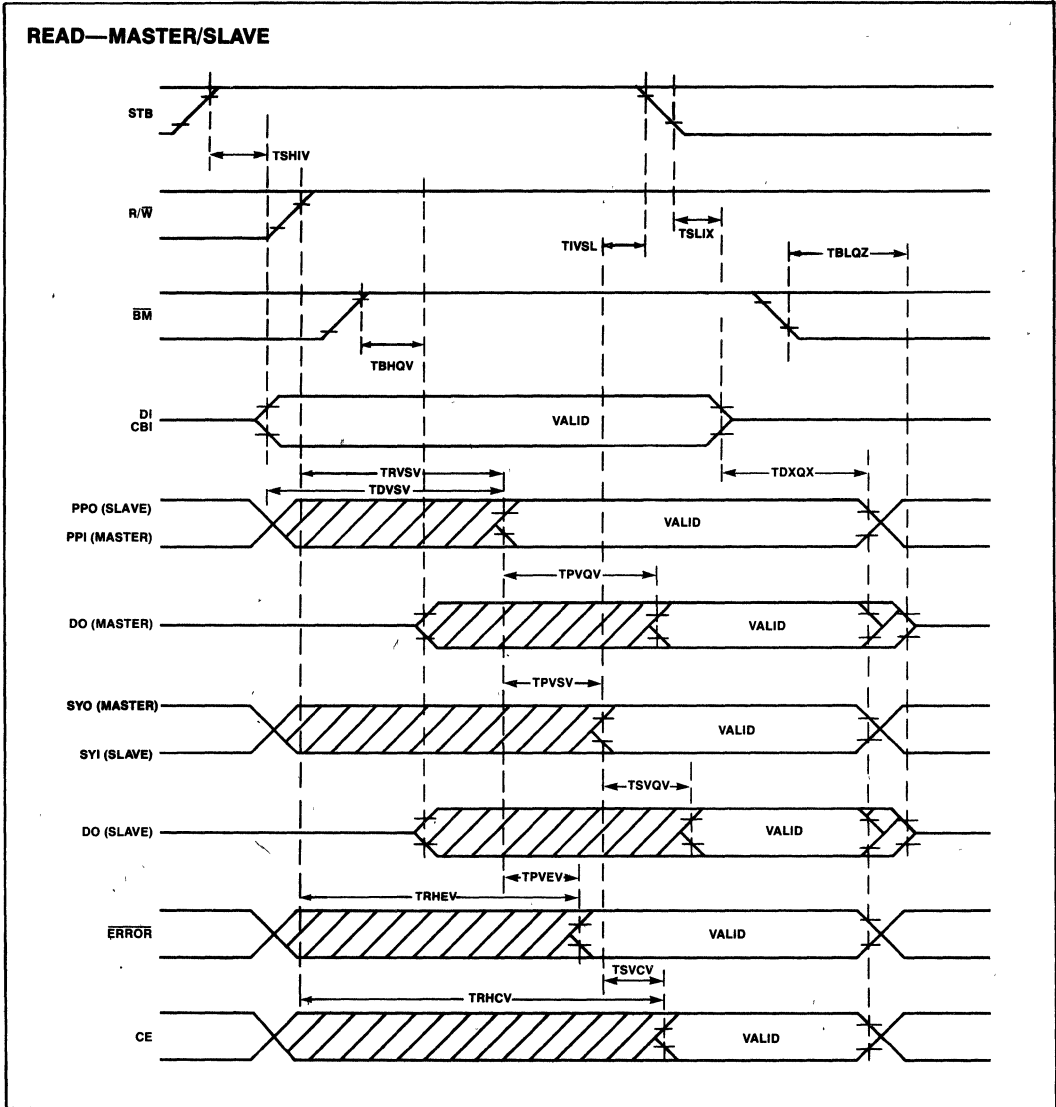 READ—MASTER/SLAVE
STB
TSHIV
R/W̅
TIVSL
TSLIX
TBLQZ
B̅M̅
TBHQV
DI
CBI
VALID
TRVSV
TDXQX
TDVSV
PPO (SLAVE)
PPI (MASTER)
VALID
TPVQV
DO (MASTER)
VALID
TPVSV
SYO (MASTER)
SYI (SLAVE)
VALID
TSVQV
DO (SLAVE)
VALID
TPVEV
TRHEV
E̅R̅R̅O̅R̅
VALID
TSVCV
TRHCV
CE
VALID